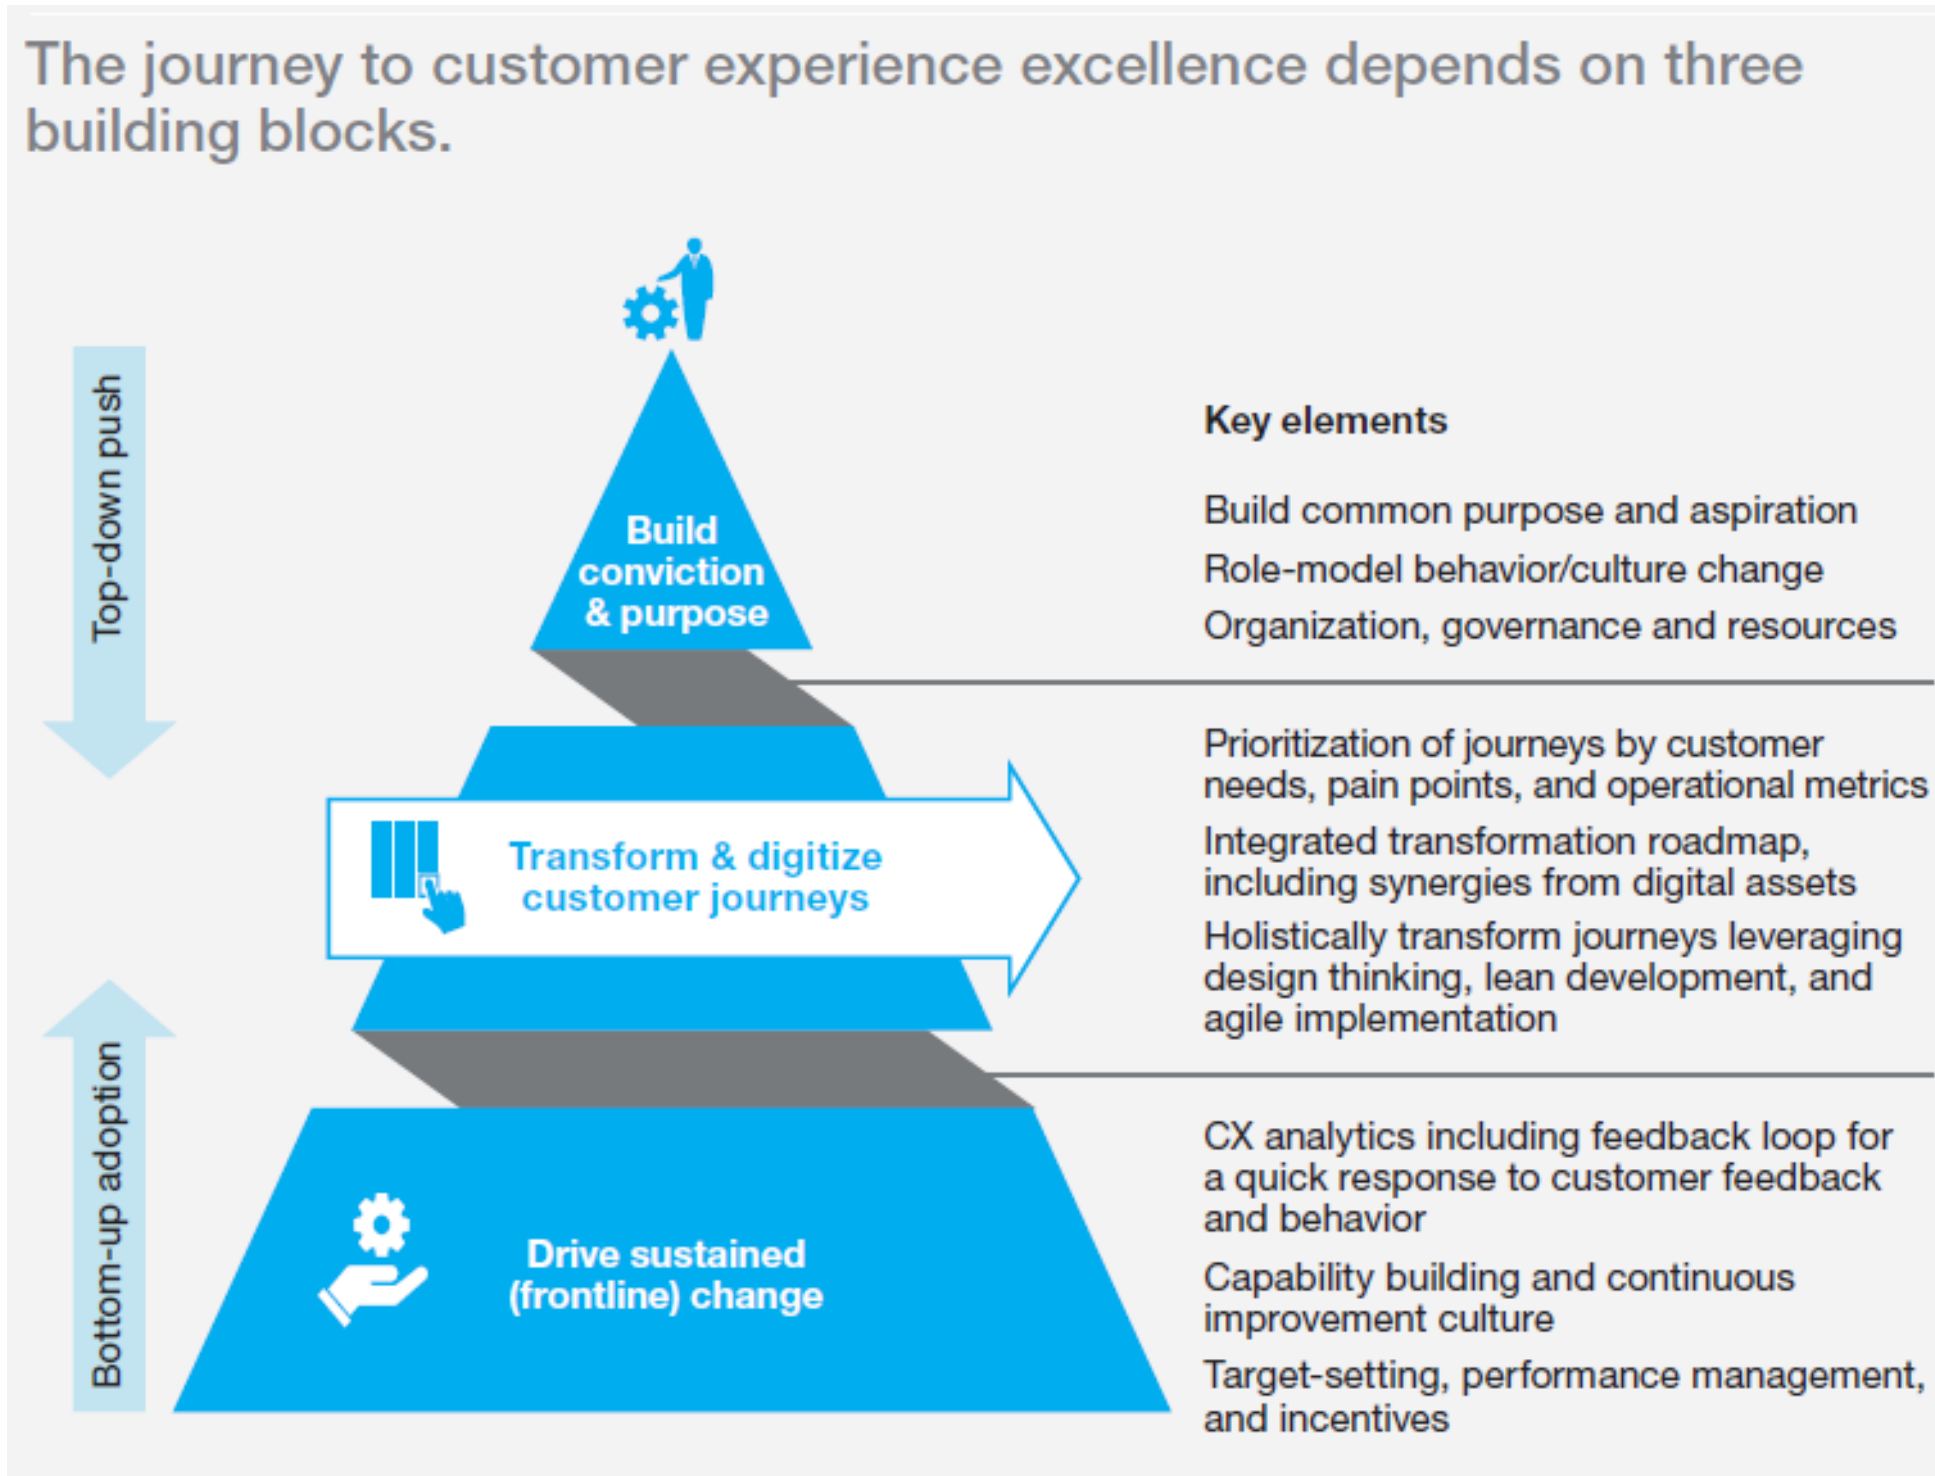 The journey to customer experience excellence depends on three
building blocks.
Top-down push
Build
conviction
& purpose
Key elements
Build common purpose and aspiration
Role-model behavior/culture change
Organization, governance and resources
Transform & digitize
customer journeys
Prioritization of journeys by customer
needs, pain points, and operational metrics
Integrated transformation roadmap,
including synergies from digital assets
Holistically transform journeys leveraging
design thinking, lean development, and
agile implementation
Bottom-up adoption
Drive sustained
(frontline) change
CX analytics including feedback loop for
a quick response to customer feedback
and behavior
Capability building and continuous
improvement culture
Target-setting, performance management,
and incentives